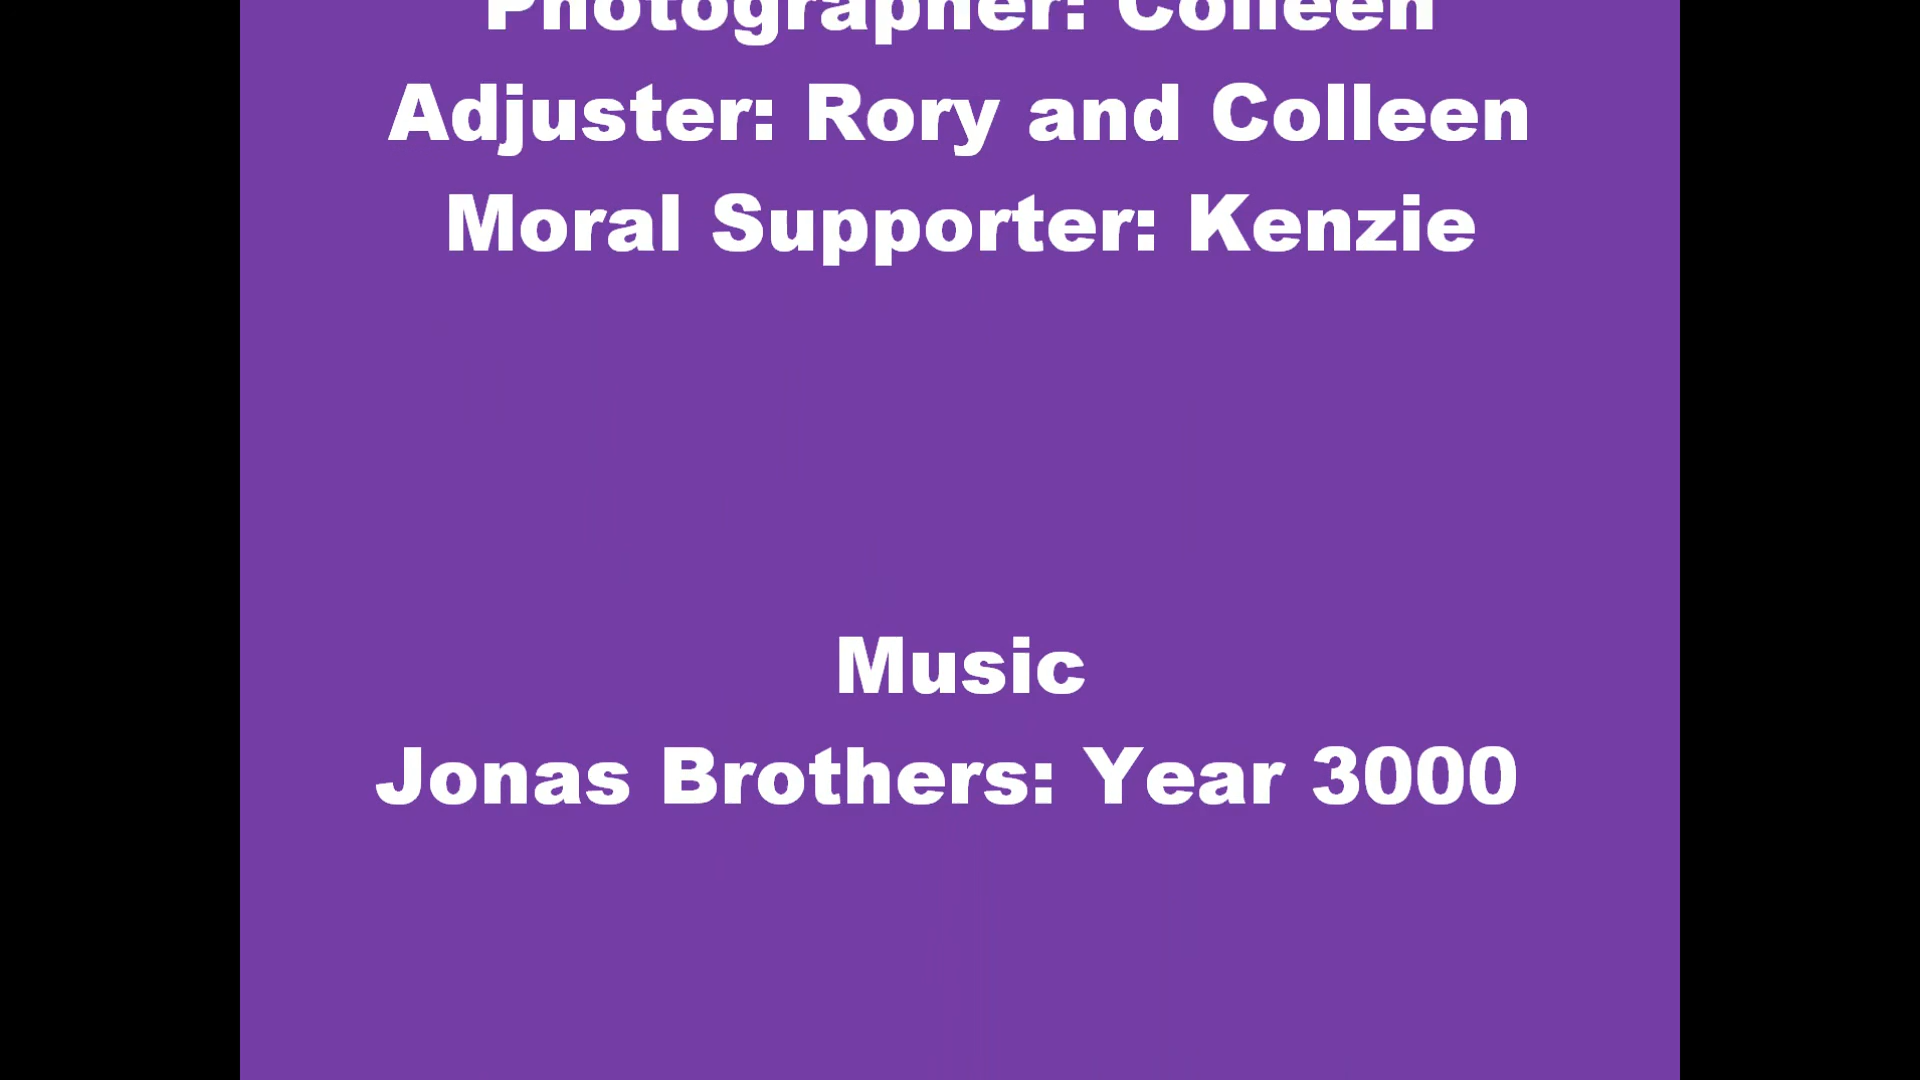 Photographer: Colleen
Adjuster: Rory and Colleen
Moral Supporter: Kenzie
Music
Jonas Brothers: Year 3000